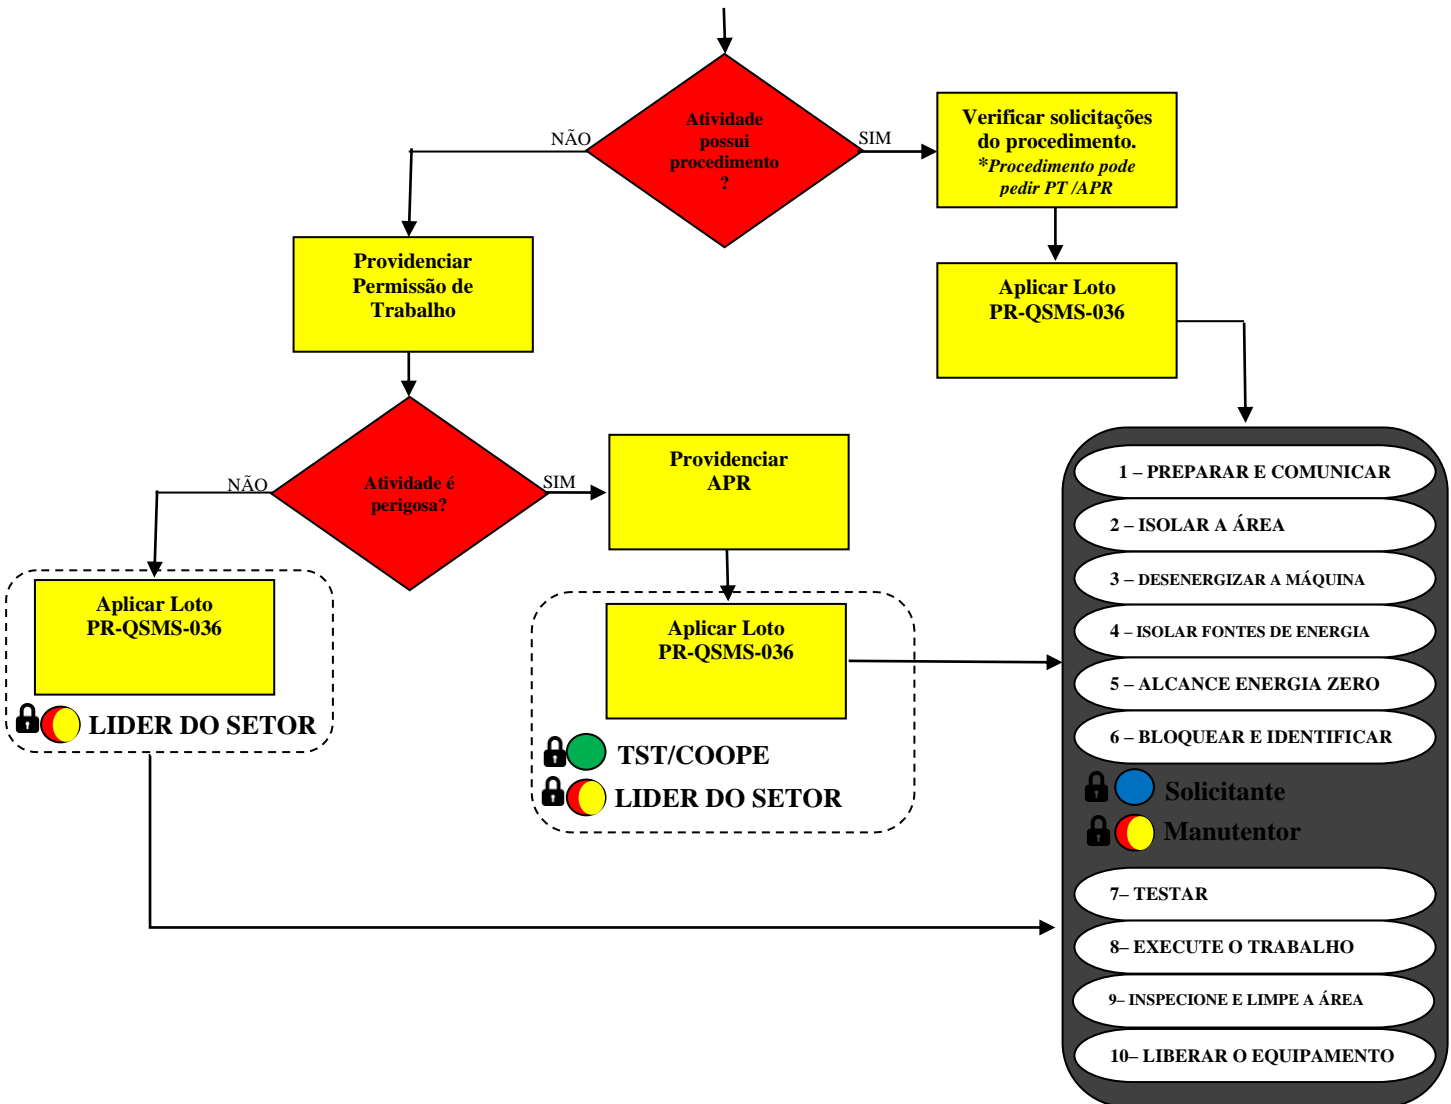 Atividade
possui
procedimento
?
NÃO
SIM
Verificar solicitações
do procedimento.
*Procedimento pode
pedir PT /APR
Providenciar
Permissão de
Trabalho
Aplicar Loto
PR-QSMS-036
Atividade é
perigosa?
NÃO
SIM
Providenciar
APR
Aplicar Loto
PR-QSMS-036
LIDER DO SETOR
Aplicar Loto
PR-QSMS-036
TST/COOPE
LIDER DO SETOR
1 – PREPARAR E COMUNICAR
2 – ISOLAR A ÁREA
3 – DESENERGIZAR A MÁQUINA
4 – ISOLAR FONTES DE ENERGIA
5 – ALCANCE ENERGIA ZERO
6 – BLOQUEAR E IDENTIFICAR
Solicitante
Manutentor
7– TESTAR
8– EXECUTE O TRABALHO
9– INSPECIONE E LIMPE A ÁREA
10– LIBERAR O EQUIPAMENTO